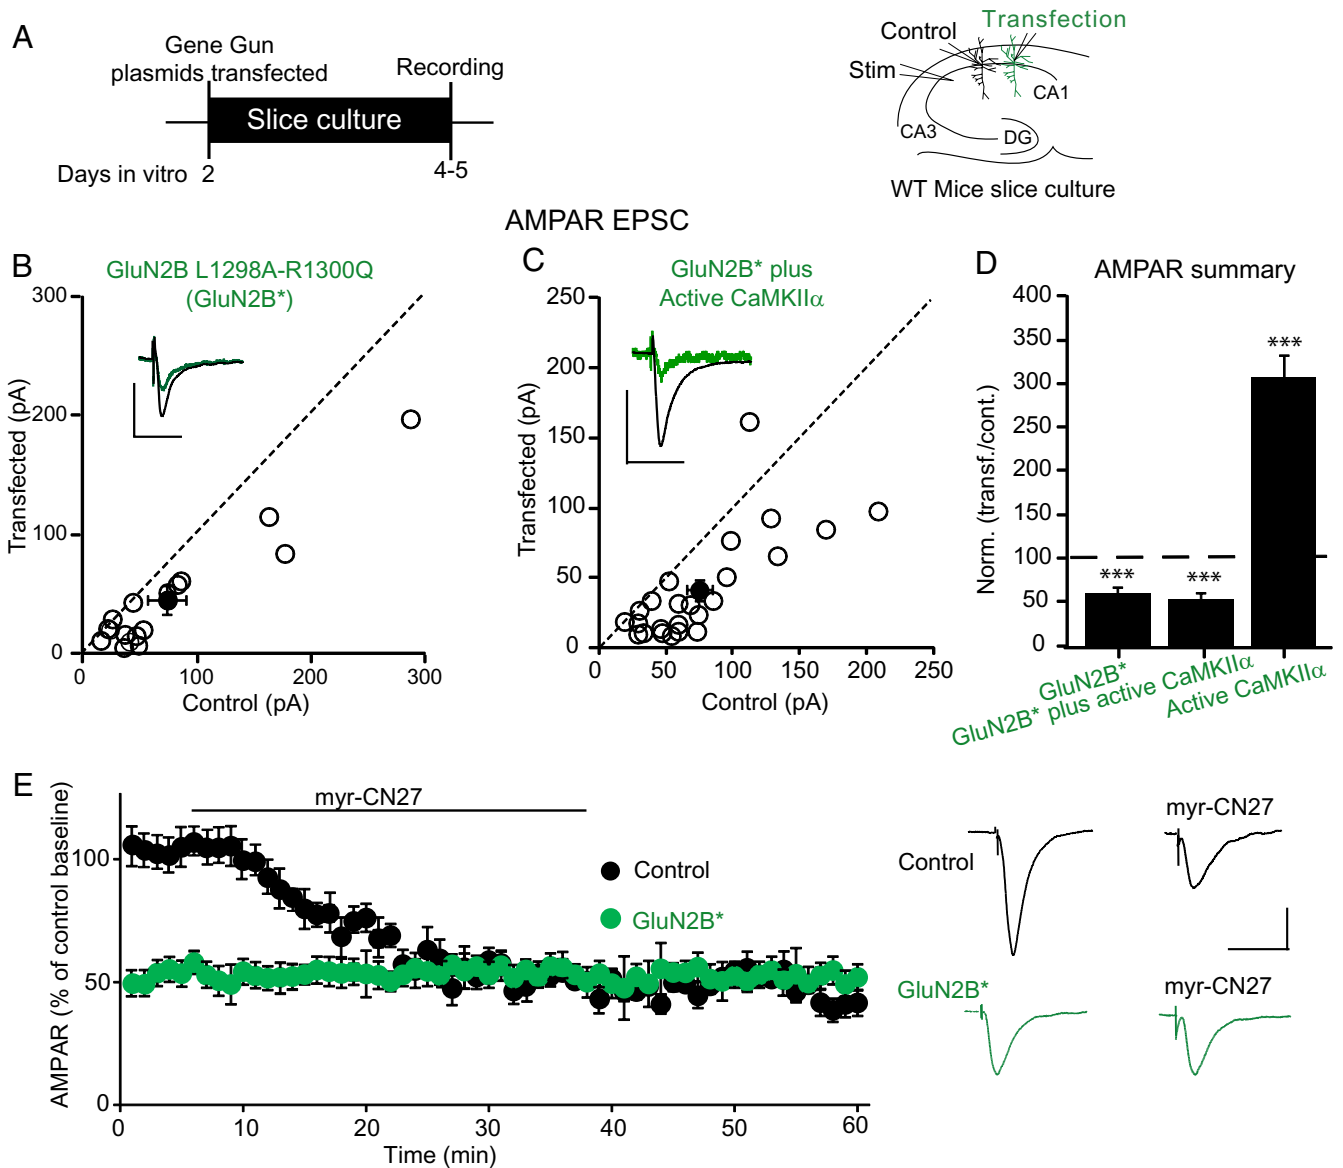 A
Gene Gun
plasmids transfected
Recording
Slice culture
Days in vitro 2
4-5
Control
Transfection
Stim
CA1
CA3
DG
WT Mice slice culture
AMPAR EPSC
B
GluN2B L1298A-R1300Q
(GluN2B*)
Transfected (pA)
300
200
100
0
0
100
200
300
Control (pA)
C
GluN2B* plus
Active CaMKIIα
Transfected (pA)
250
200
150
100
50
0
0
50
100
150
200
250
Control (pA)
D
AMPAR summary
Norm. (transf./cont.)
400
350
300
250
200
150
100
50
0
***
***
***
GluN2B*
GluN2B* plus active CaMKIIα
Active CaMKIIα
E
AMPAR (% of control baseline)
100
50
0
myr-CN27
Control
GluN2B*
0
10
20
30
40
50
60
Time (min)
Control
myr-CN27
GluN2B*
myr-CN27